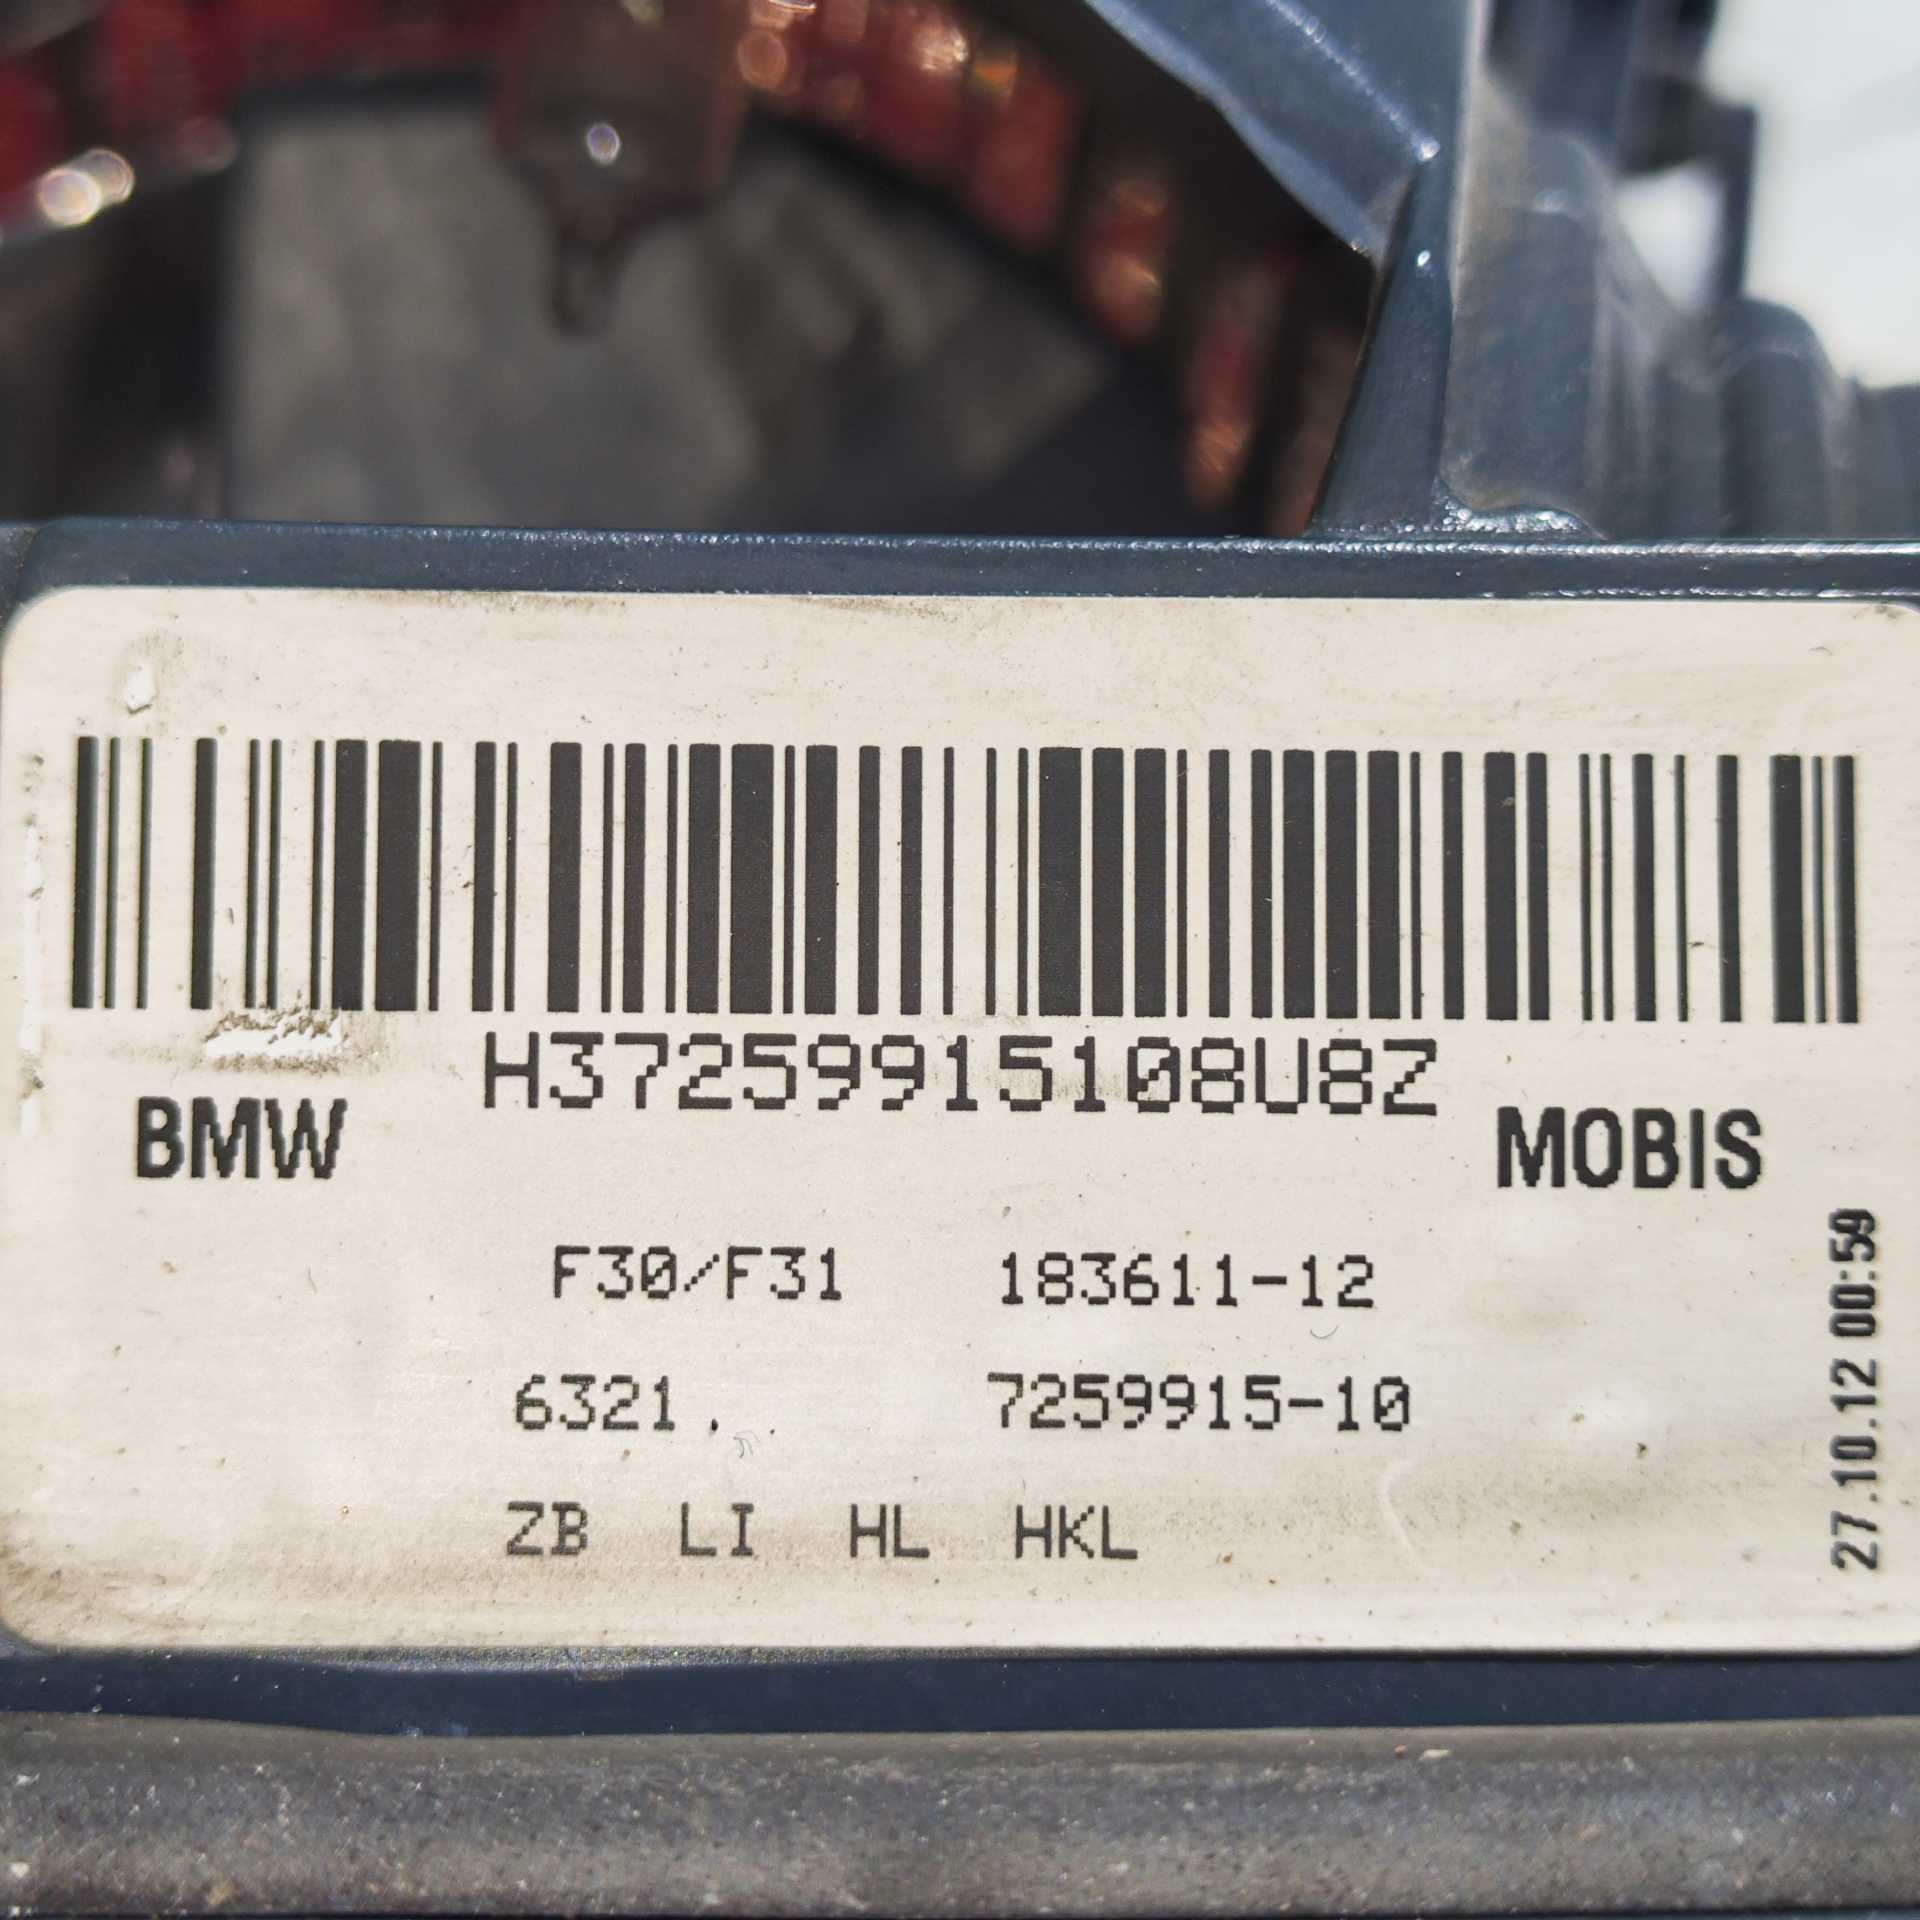 H37259915108U8Z
BMW
MOBIS
F30/F31 183611-12
6321. 7259915-10
ZB LI HL HKL
27.10.12 00:59